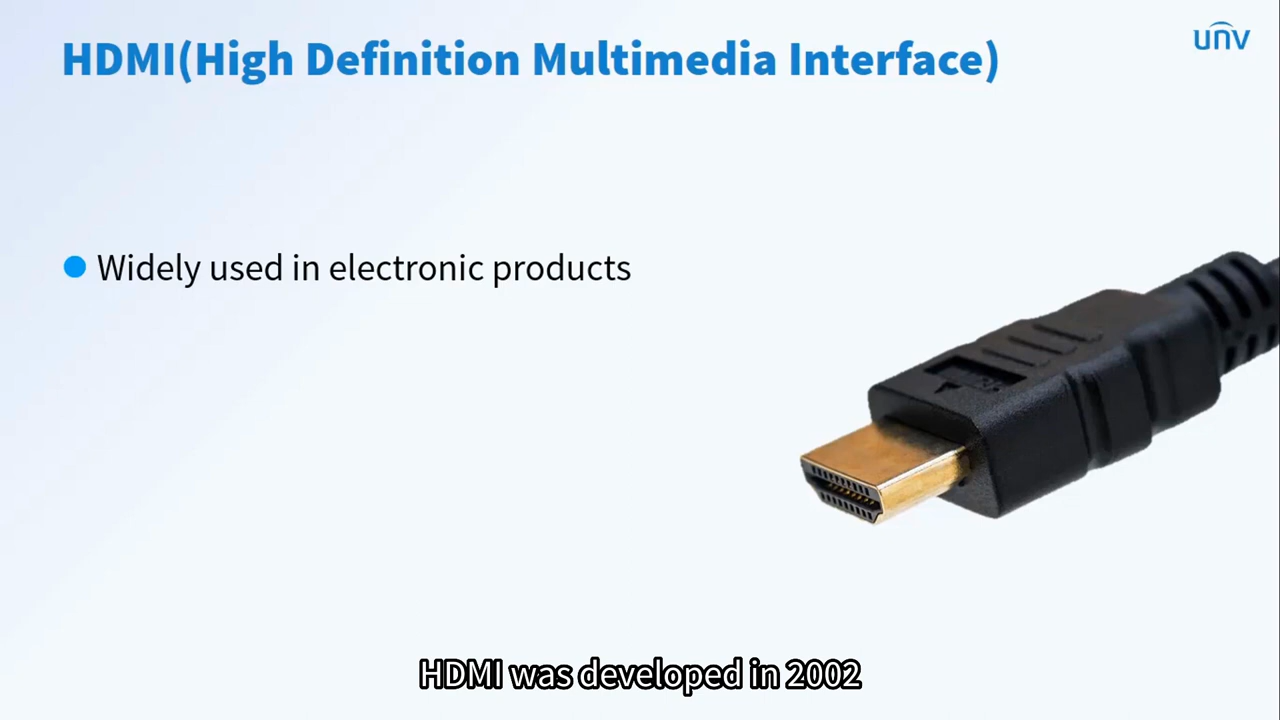 HDMI(High Definition Multimedia Interface)
unv
Widely used in electronic products
HDMI was developed in 2002